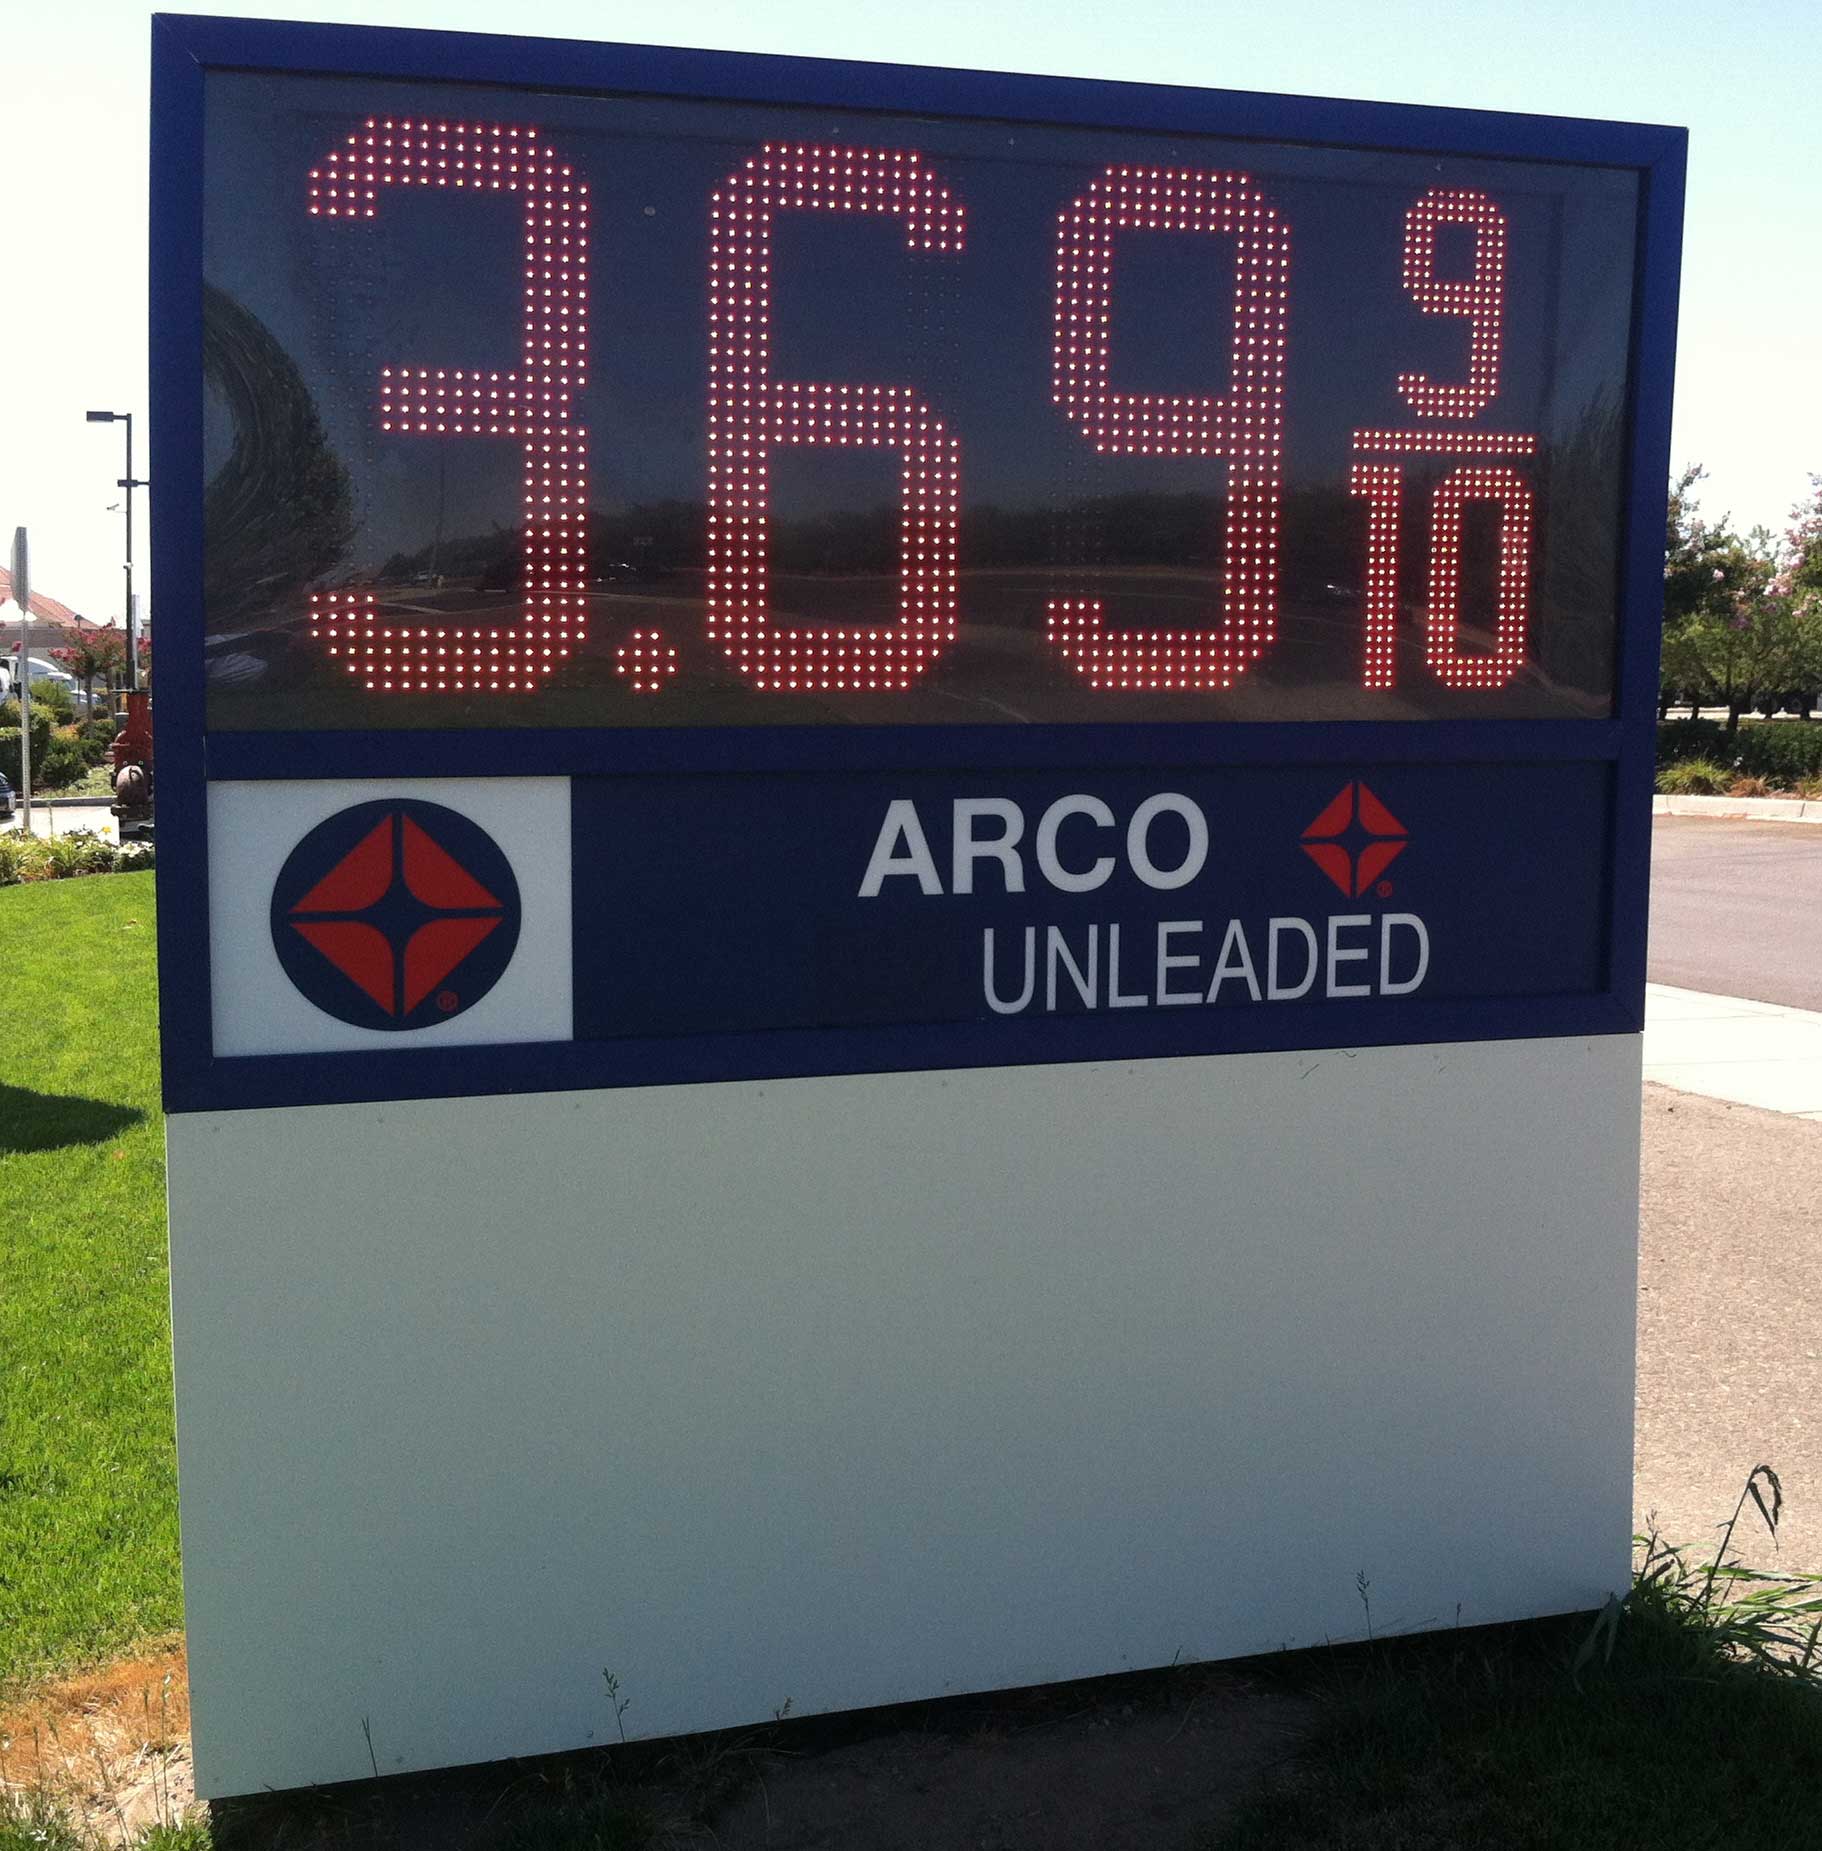 3.69 9/10
ARCO ®
UNLEADED
®